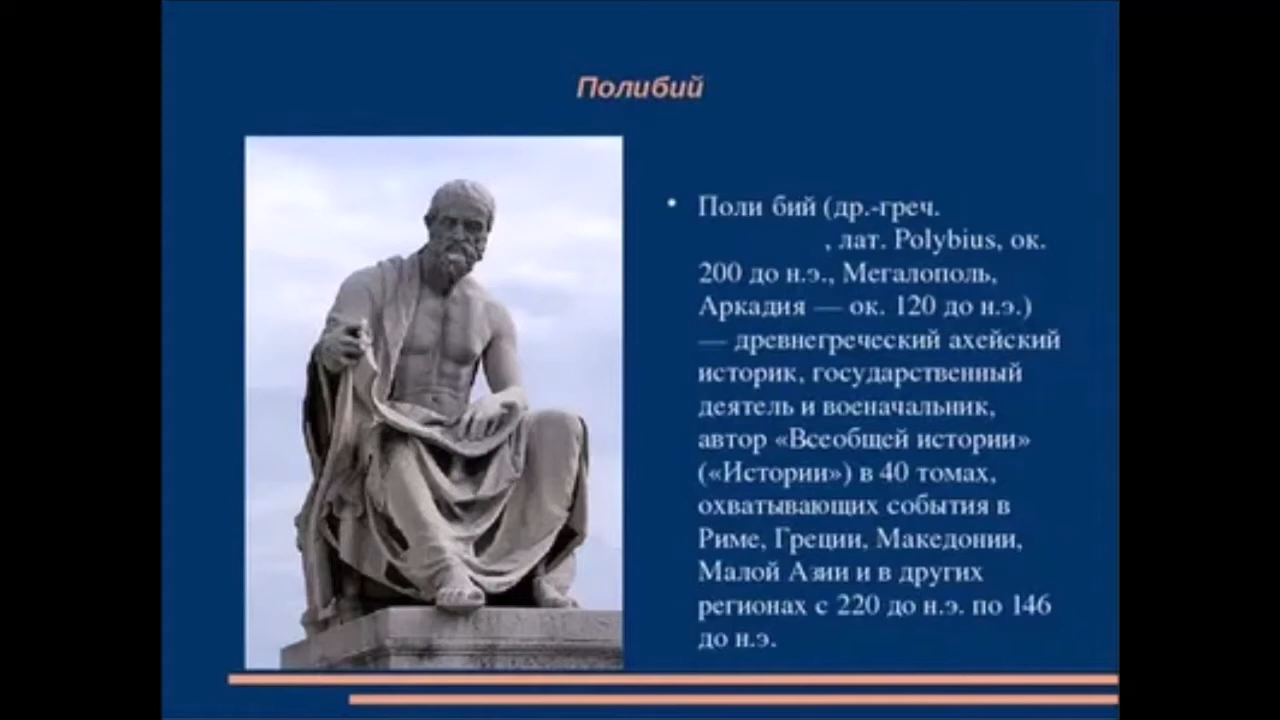 Полибий
• Поли бий (др.-греч.
, лат. Polybius, ок.
200 до н.э., Мегалополь,
Аркадия — ок. 120 до н.э.)
— древнегреческий ахейский
историк, государственный
деятель и военачальник,
автор «Всеобщей истории»
(«Истории») в 40 томах,
охватывающих события в
Риме, Греции, Македонии,
Малой Азии и в других
регионах с 220 до н.э. по 146
до н.э.